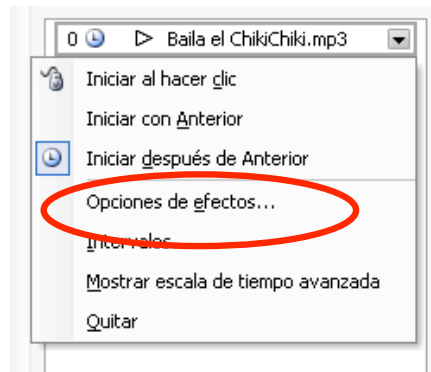 0 Baila el ChikiChiki.mp3
Iniciar al hacer clic
Iniciar con Anterior
Iniciar después de Anterior
Opciones de efectos...
Intervalos...
Mostrar escala de tiempo avanzada
Quitar